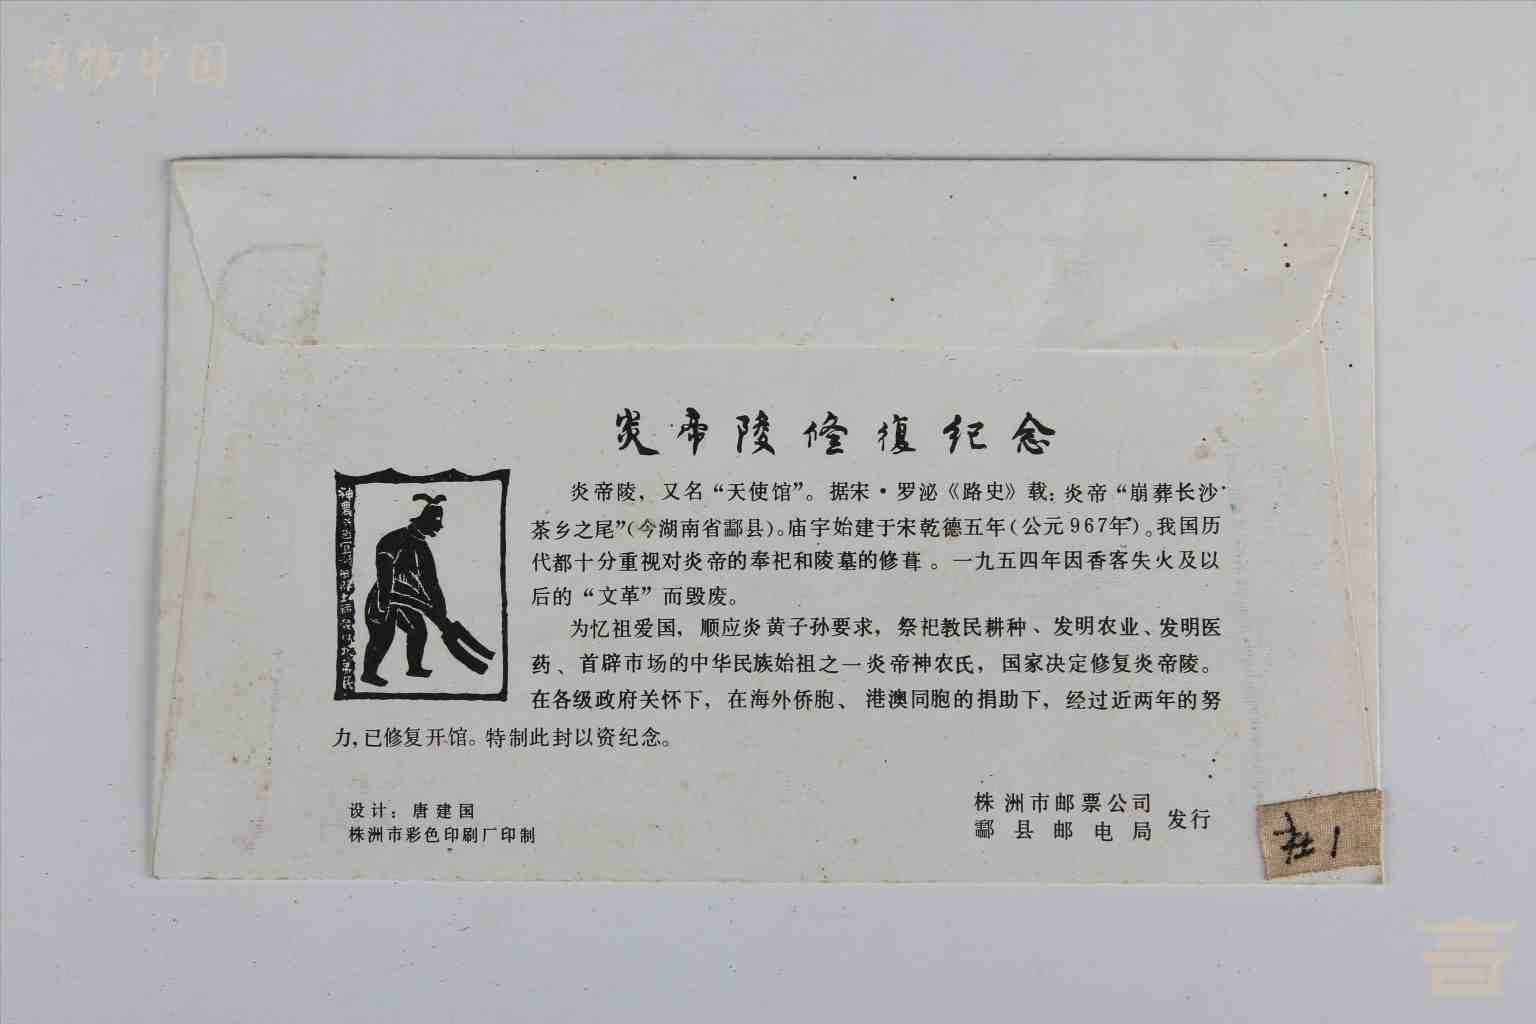 博物中国
炎帝陵修復纪念
炎帝陵，又名“天使馆”。据宋·罗泌《路史》载：炎帝“崩葬长沙
茶乡之尾”(今湖南省酃县)。庙宇始建于宋乾德五年(公元967年)。我国历
代都十分重视对炎帝的奉祀和陵墓的修葺。一九五四年因香客失火及以
后的“文革”而毁废。
为忆祖爱国，顺应炎黄子孙要求，祭祀教民耕种、发明农业、发明医
药、首辟市场的中华民族始祖之一炎帝神农氏，国家决定修复炎帝陵。
在各级政府关怀下，在海外侨胞、港澳同胞的捐助下，经过近两年的努
力,已修复开馆。特制此封以资纪念。
设计：唐建国
株洲市彩色印刷厂印制
株洲市邮票公司
酃县邮电局
发行